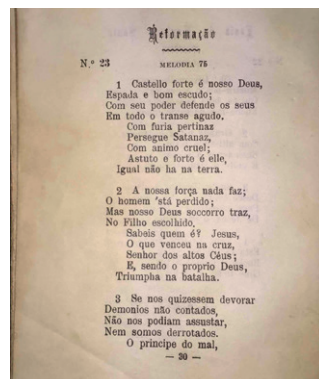 Reformação
N.º 23
MELODIA 75
1 Castello forte é nosso Deus,
Espada e bom escudo;
Com seu poder defende os seus
Em todo o transe agudo.
Com furia pertinaz
Persegue Satanaz,
Com animo cruel;
Astuto e forte é elle,
Igual não ha na terra.
2 A nossa força nada faz;
O homem 'stá perdido;
Mas nosso Deus soccorro traz,
No Filho escolhido.
Sabeis quem é? Jesus,
O que venceu na cruz,
Senhor dos altos Céus;
E, sendo o proprio Deus,
Triumpha na batalha.
3 Se nos quizessem devorar
Demonios não contados,
Não nos podiam assustar,
Nem somos derrotados.
O principe do mal,
— 30 —